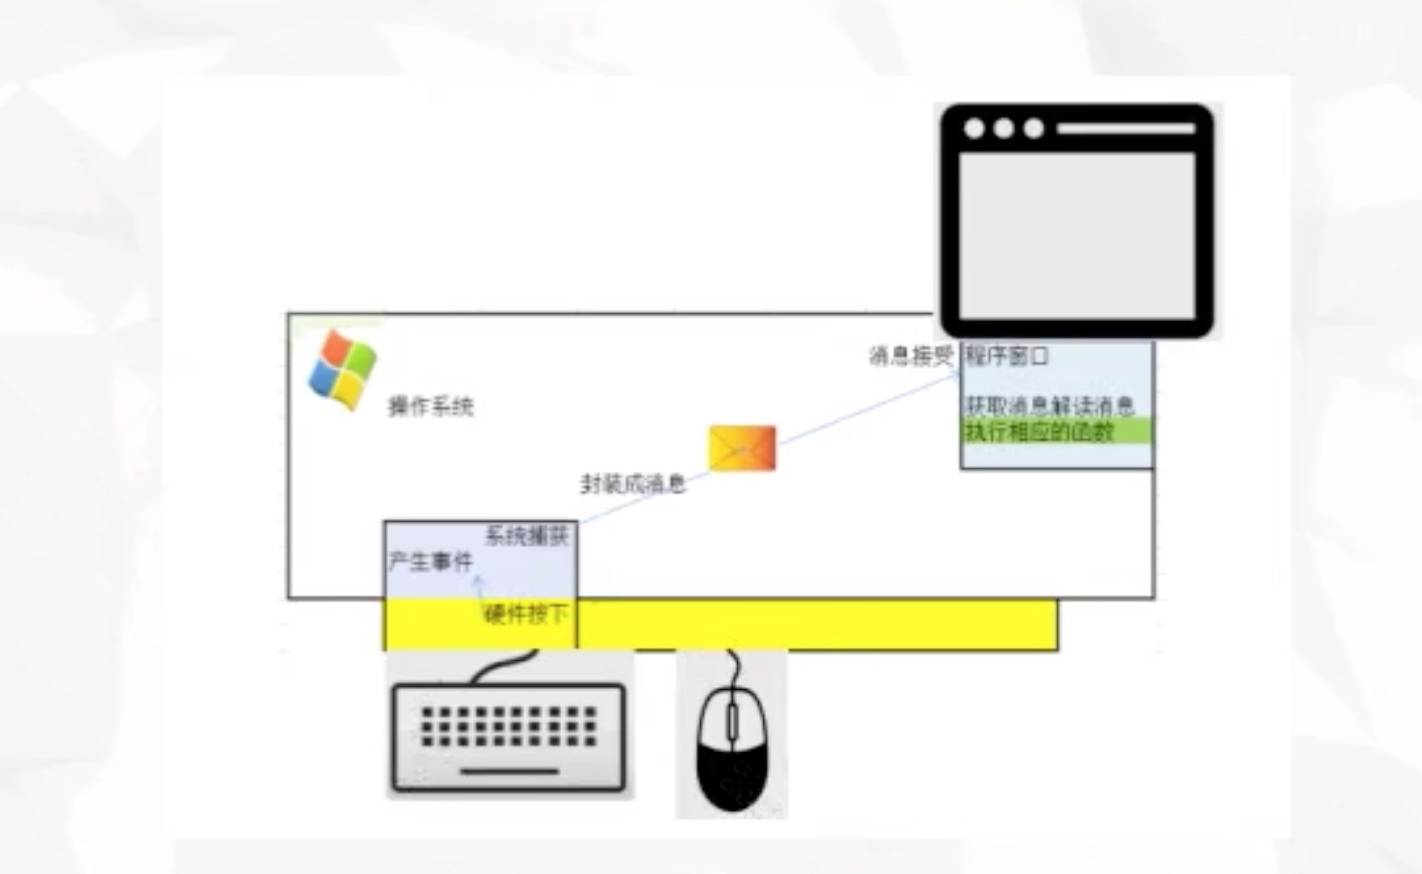 消息接受
程序窗口
操作系统
获取消息解读消息
执行相应的函数
封装成消息
系统捕获
产生事件
硬件按下